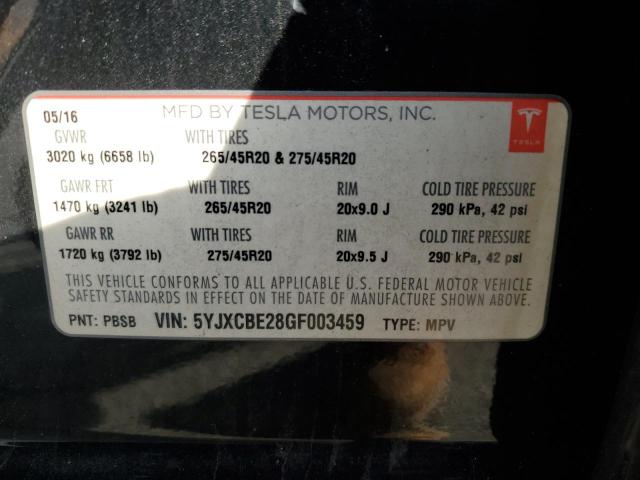 05/16 MFD BY TESLA MOTORS, INC.
GVWR WITH TIRES
3020 kg (6658 lb) 265/45R20 & 275/45R20
TESLA
GAWR FRT WITH TIRES RIM COLD TIRE PRESSURE
1470 kg (3241 lb) 265/45R20 20x9.0 J 290 kPa, 42 psi
GAWR RR WITH TIRES RIM COLD TIRE PRESSURE
1720 kg (3792 lb) 275/45R20 20x9.5 J 290 kPa, 42 psi
THIS VEHICLE CONFORMS TO ALL APPLICABLE U.S. FEDERAL MOTOR VEHICLE
SAFETY STANDARDS IN EFFECT ON THE DATE OF MANUFACTURE SHOWN ABOVE.
PNT: PBSB VIN: 5YJXCBE28GF003459 TYPE: MPV